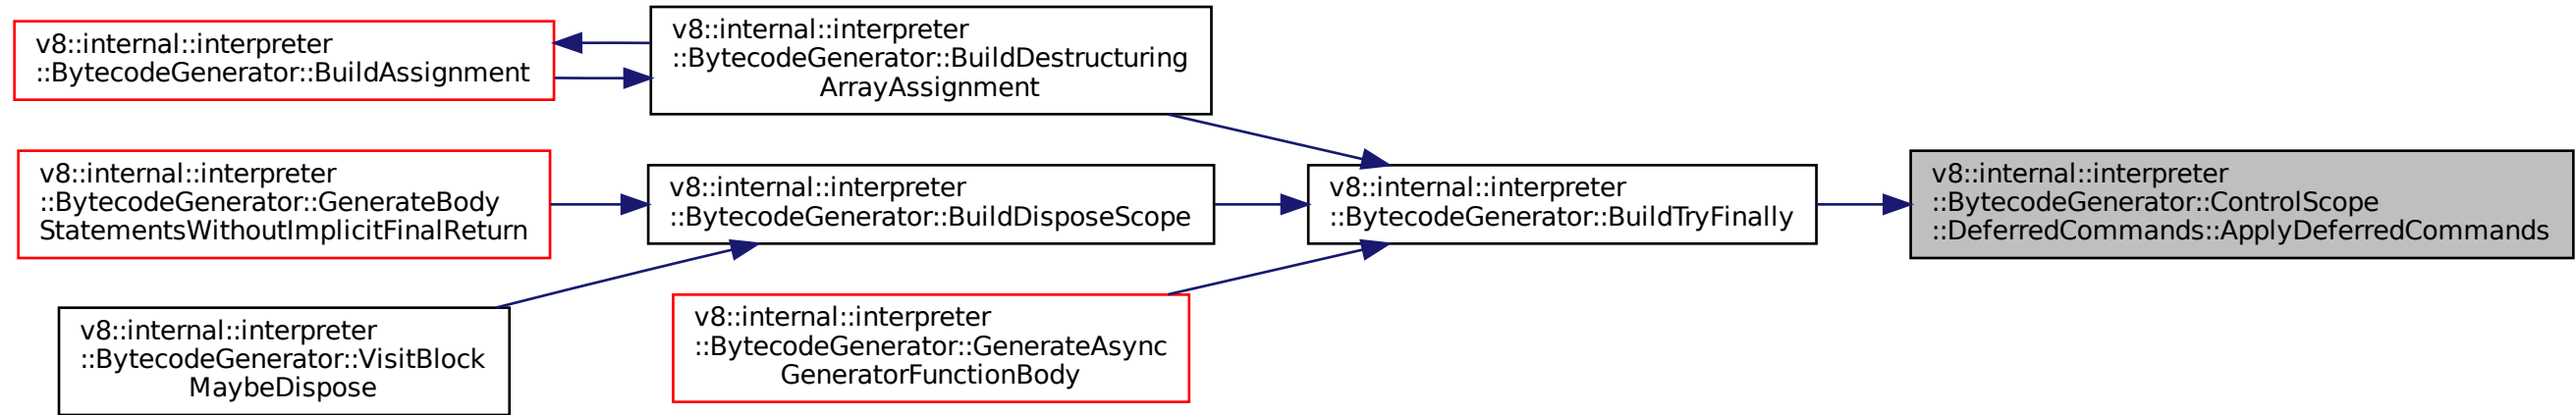 v8::internal::interpreter
::BytecodeGenerator::BuildAssignment
v8::internal::interpreter
::BytecodeGenerator::BuildDestructuring
ArrayAssignment
v8::internal::interpreter
::BytecodeGenerator::GenerateBody
StatementsWithoutImplicitFinalReturn
v8::internal::interpreter
::BytecodeGenerator::BuildDisposeScope
v8::internal::interpreter
::BytecodeGenerator::BuildTryFinally
v8::internal::interpreter
::BytecodeGenerator::ControlScope
::DeferredCommands::ApplyDeferredCommands
v8::internal::interpreter
::BytecodeGenerator::VisitBlock
MaybeDispose
v8::internal::interpreter
::BytecodeGenerator::GenerateAsync
GeneratorFunctionBody